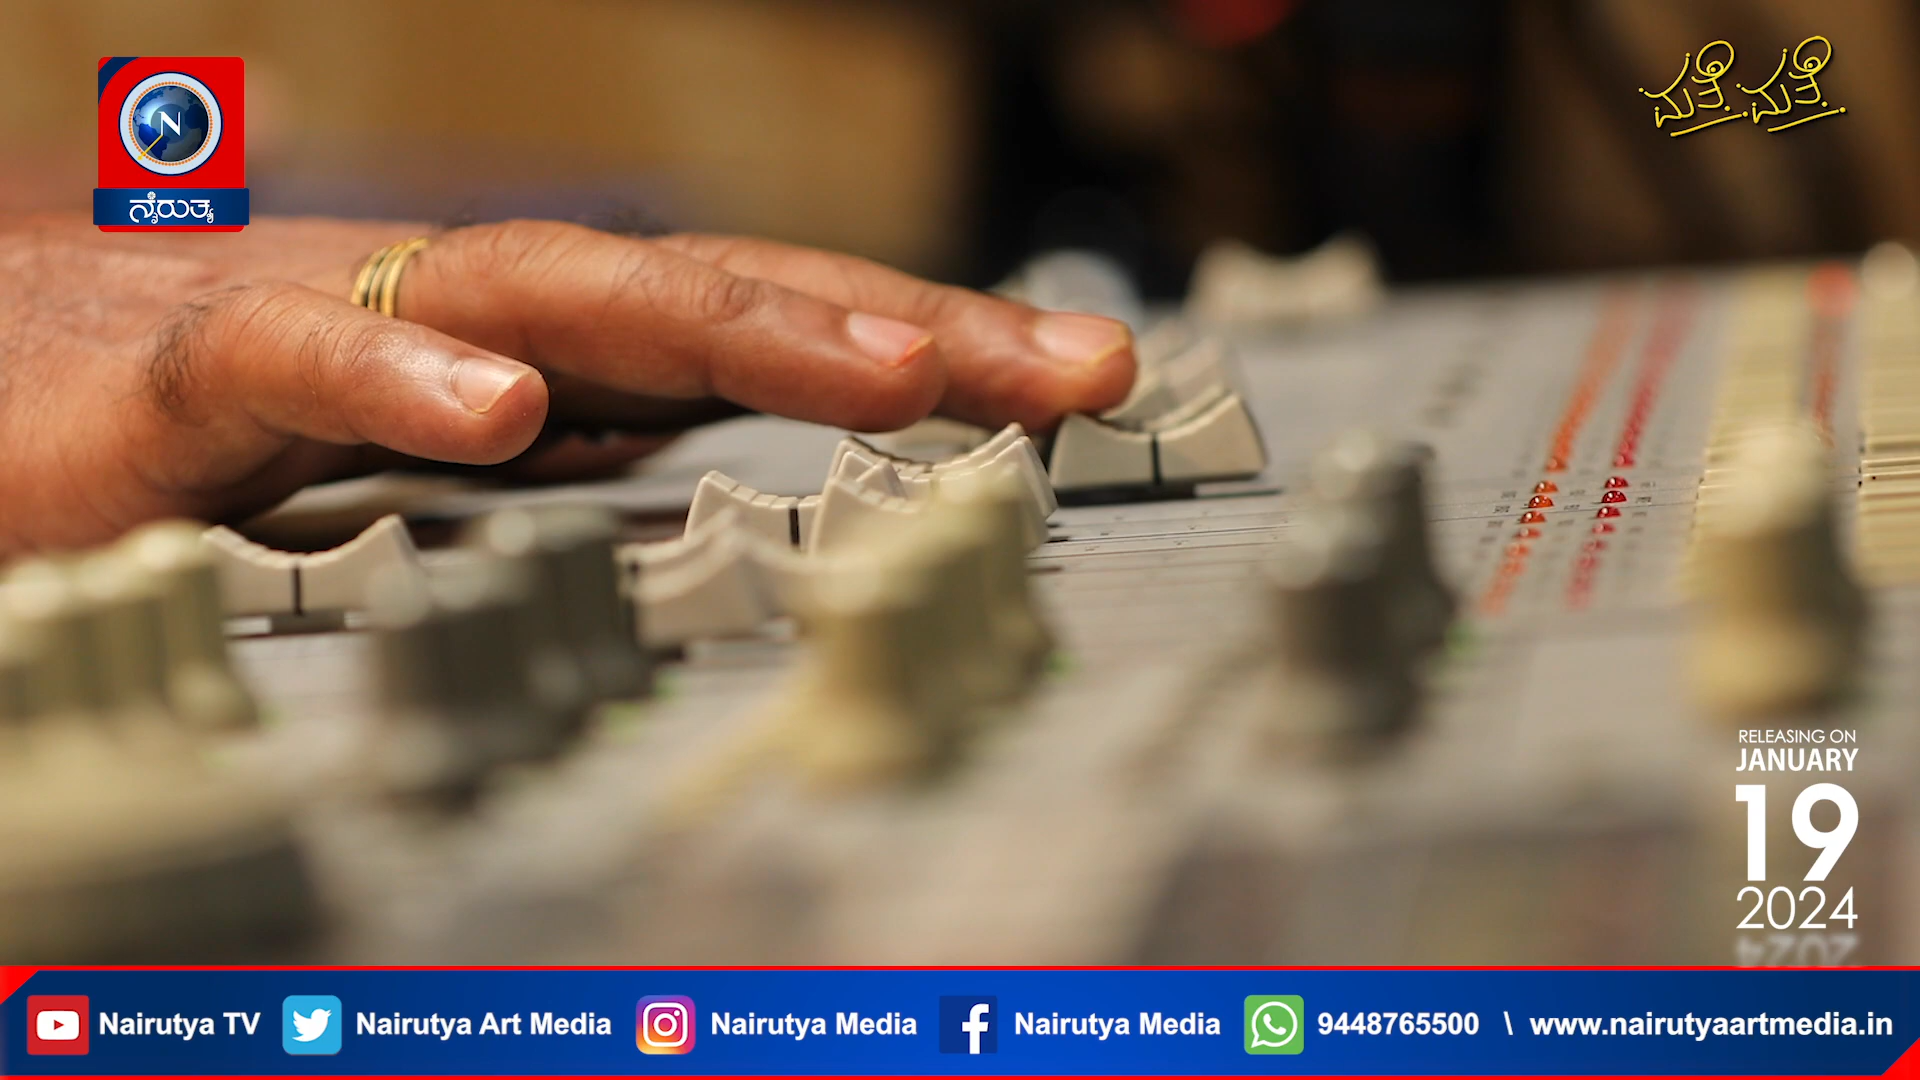 N
ನೈರುತ್ಯ
ಮತ್ತೆ ಮತ್ತೆ
RELEASING ON
JANUARY
19
2024
Nairutya TV Nairutya Art Media Nairutya Media Nairutya Media 9448765500 \ www.nairutyaartmedia.in